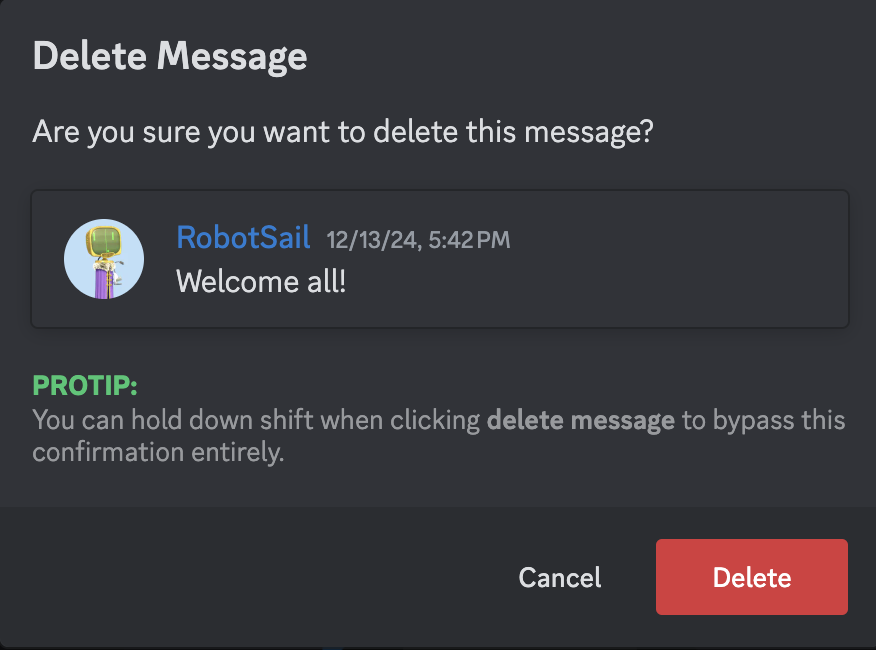 Delete Message
Are you sure you want to delete this message?
RobotSail 12/13/24, 5:42 PM
Welcome all!
PROTIP:
You can hold down shift when clicking delete message to bypass this
confirmation entirely.
Cancel Delete